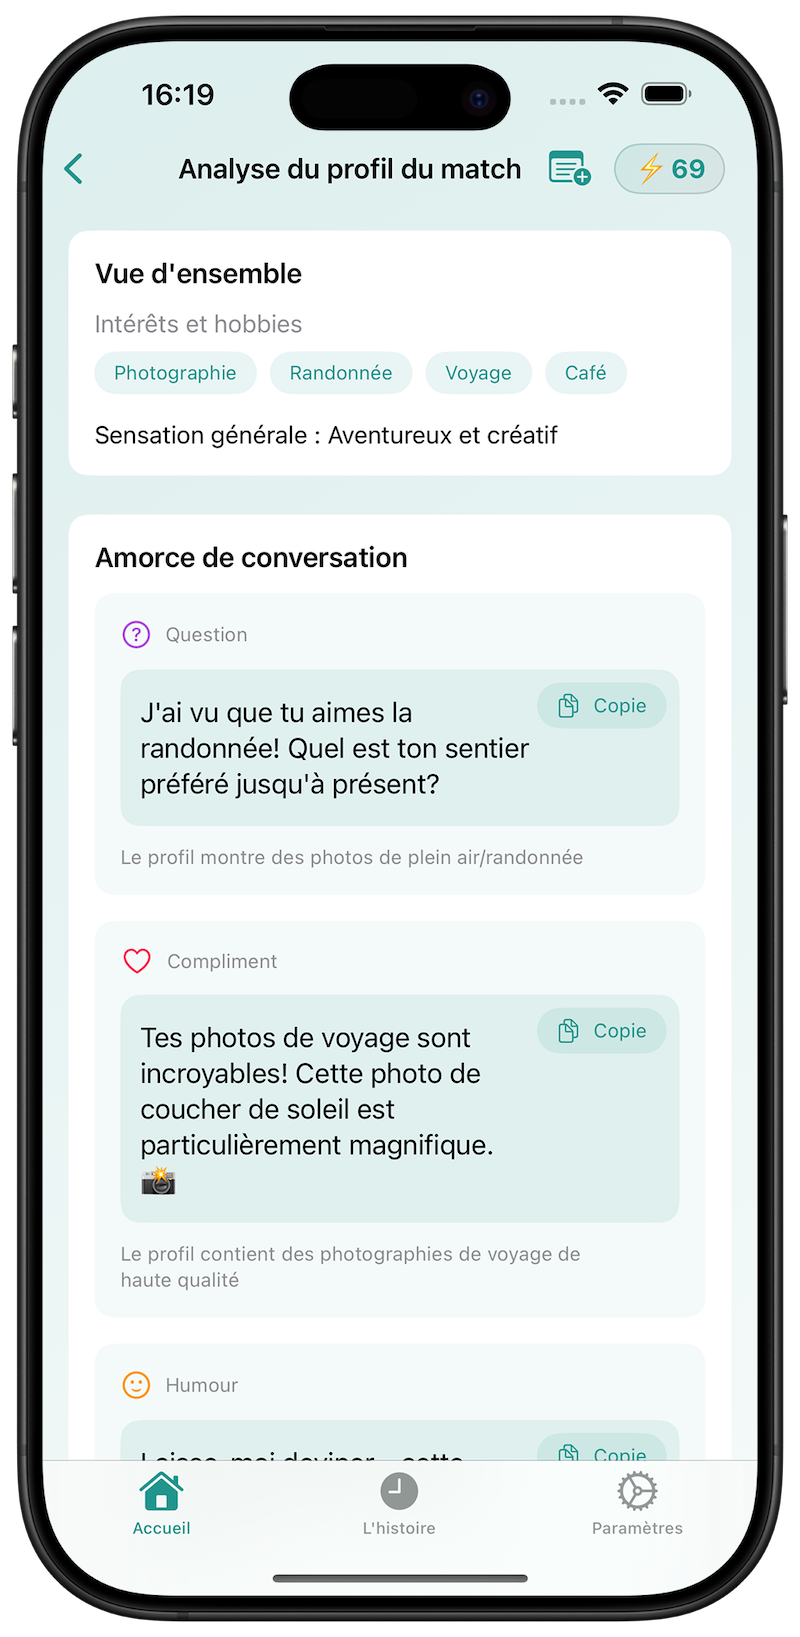 16:19
Analyse du profil du match
69
Vue d'ensemble
Intérêts et hobbies
Photographie
Randonnée
Voyage
Café
Sensation générale : Aventureux et créatif
Amorce de conversation
Question
Copie
J'ai vu que tu aimes la
randonnée! Quel est ton sentier
préféré jusqu'à présent?
Le profil montre des photos de plein air/randonnée
Compliment
Copie
Tes photos de voyage sont
incroyables! Cette photo de
coucher de soleil est
particulièrement magnifique.
📸
Le profil contient des photographies de voyage de
haute qualité
Humour
Copie
Laisse-moi deviner... cette
Accueil
L'histoire
Paramètres